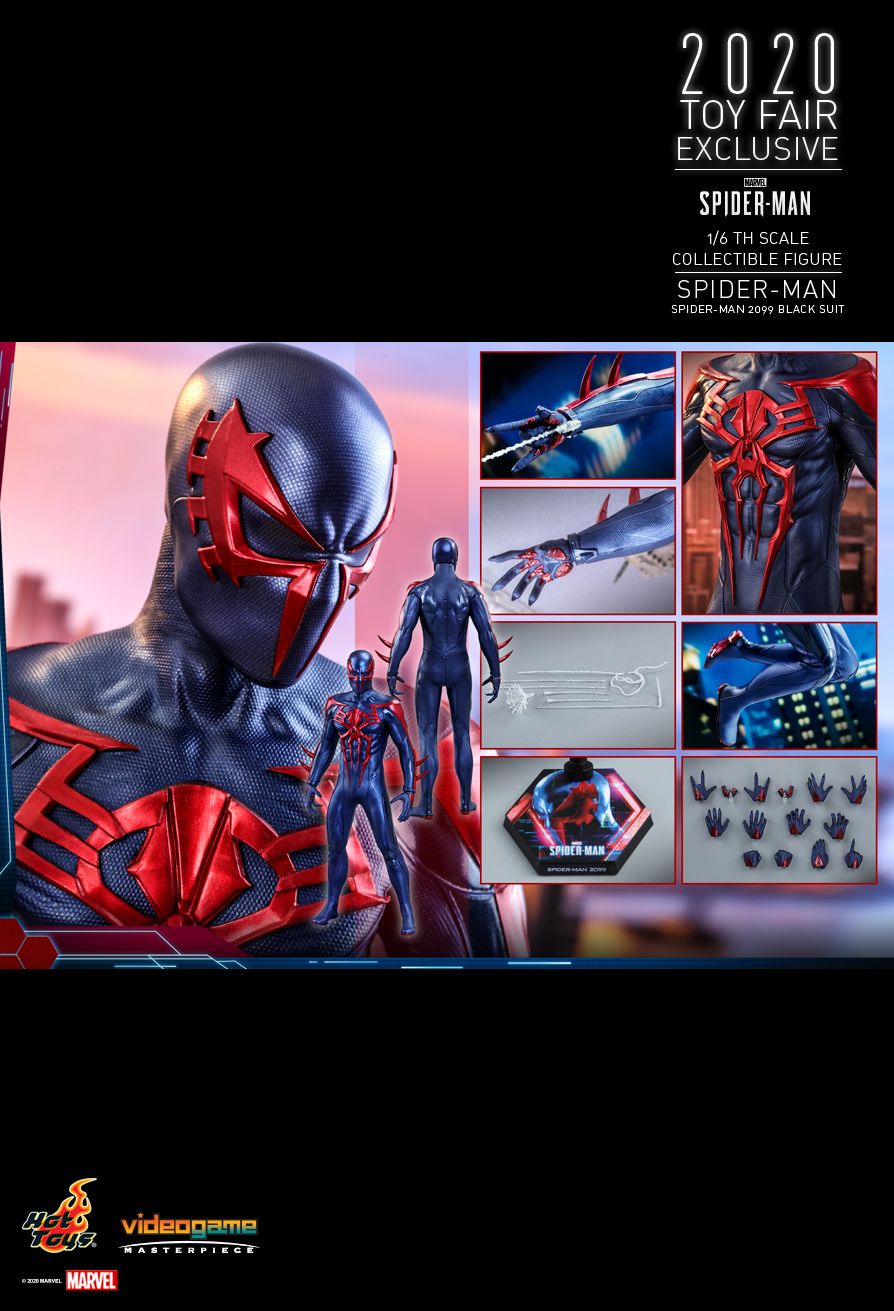 2020
TOY FAIR
EXCLUSIVE
MARVEL
SPIDER-MAN
1/6 TH SCALE
COLLECTIBLE FIGURE
SPIDER-MAN
SPIDER-MAN 2099 BLACK SUIT
MARVEL
SPIDER-MAN
SPIDER-MAN 2099
Hot
Toys
videogame
MASTERPIECE
© 2020 MARVEL
MARVEL